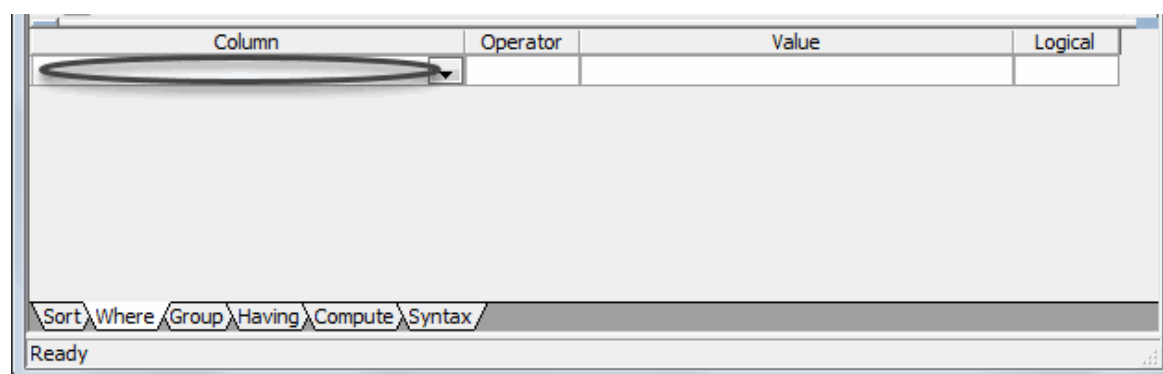 Column Operator Value Logical
Sort Where Group Having Compute Syntax
Ready